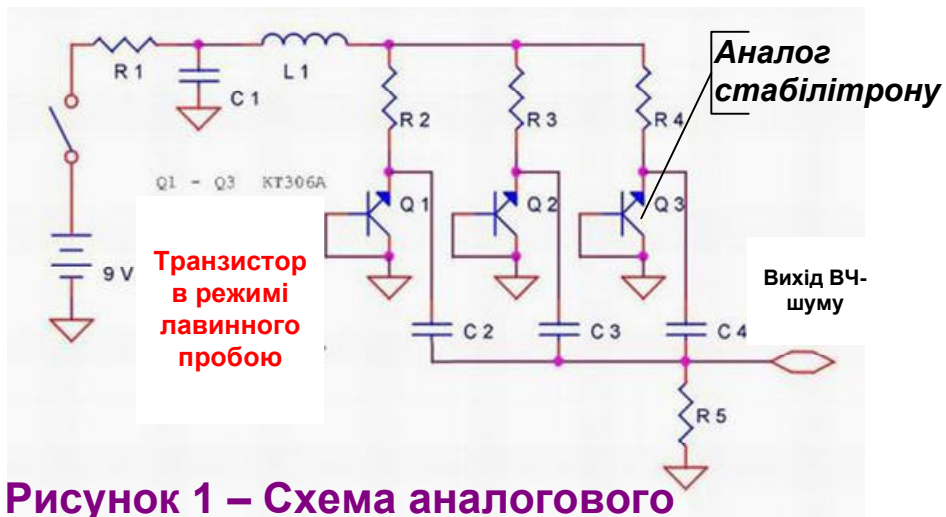 R1
L1
C1
R2
R3
R4
Аналог
стабілітрону
Q1 - Q3 КТ306А
Q1
Q2
Q3
9 V
Транзистор
в режимі
лавинного
пробою
Вихід ВЧ-
шуму
C2
C3
C4
R5
Рисунок 1 – Схема аналогового